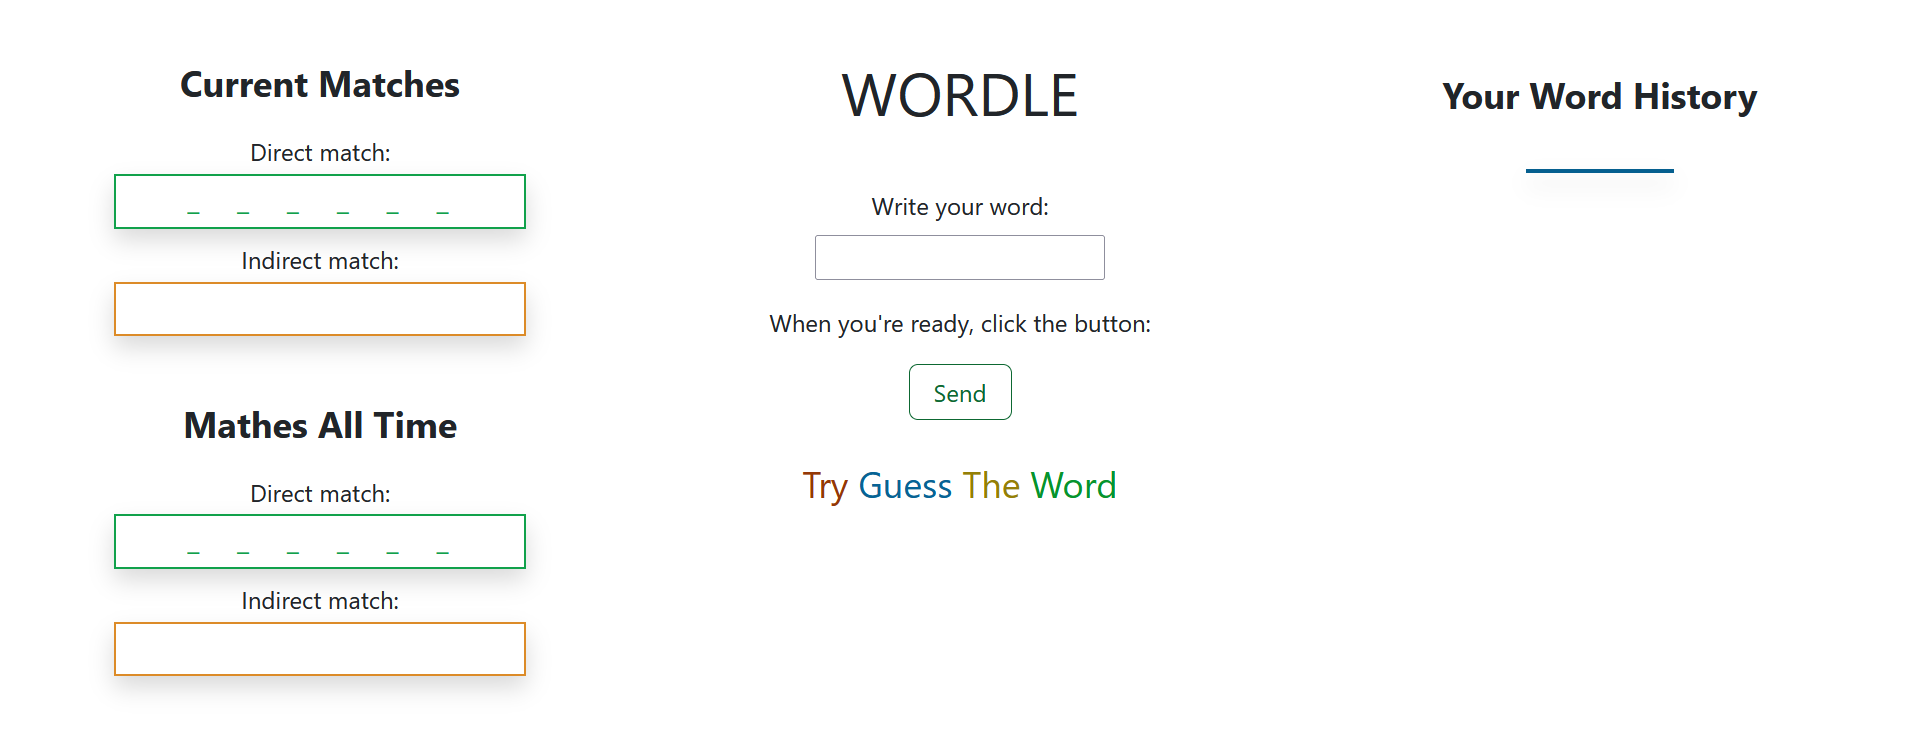 Current Matches
Direct match:
_ _ _ _ _ _
Indirect match:
Mathes All Time
Direct match:
_ _ _ _ _ _
Indirect match:
WORDLE
Write your word:
When you're ready, click the button:
Send
Try Guess The Word
Your Word History